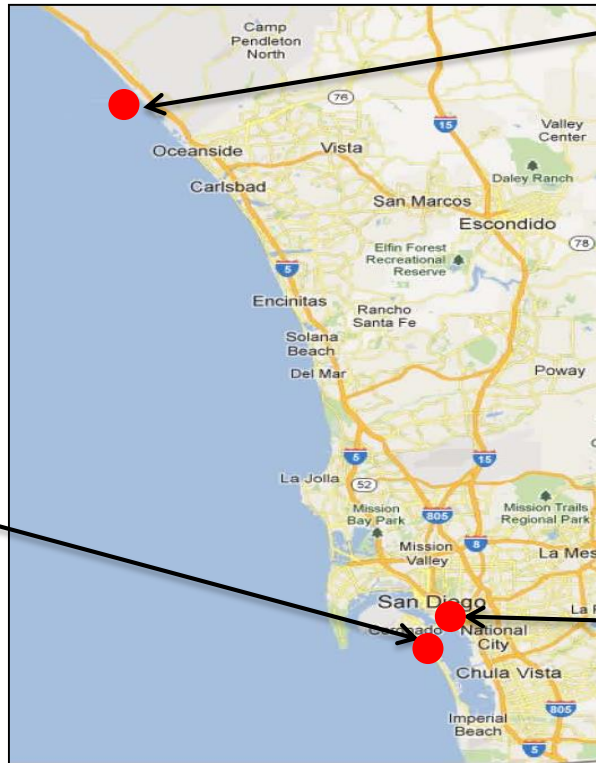 Camp
Pendleton
North
76
15
Valley
Center
Oceanside
Vista
Daley Ranch
Carlsbad
San Marcos
Escondido
78
Elfin Forest
Recreational
Reserve
5
Encinitas
Rancho
Santa Fe
Solana
Beach
Del Mar
Poway
5
15
La Jolla
52
Mission
Bay Park
805
Mission Trails
Regional Park
8
Mission
Valley
La Mes
San Diego
La P
Coronado
National
City
Chula Vista
805
Imperial
Beach
5